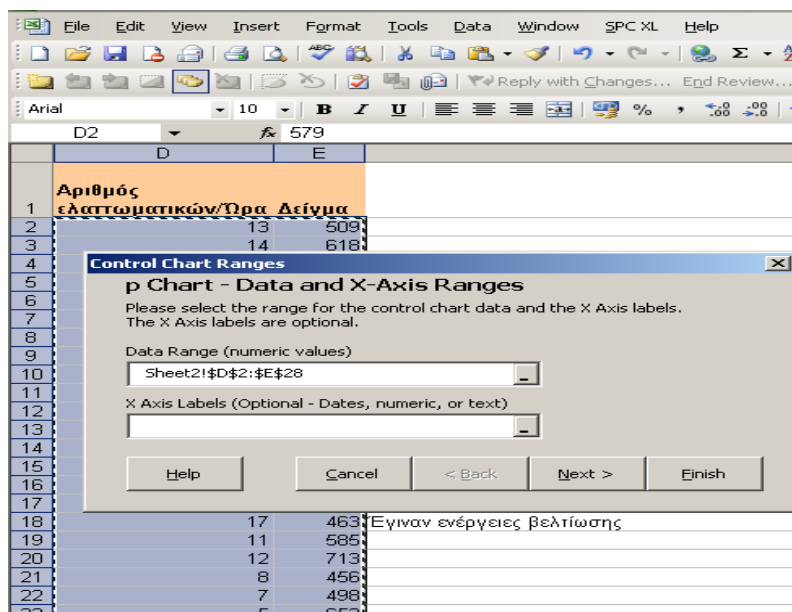 File Edit View Insert Format Tools Data Window SPC XL Help
ABC Σ
Reply with Changes... End Review...
Arial 10 B I U % , .00 .00
D2 fx 579
D E
1 Αριθμός ελαττωματικών/Ώρα Δείγμα
2 13 509
3 14 618
4 Control Chart Ranges
5 p Chart - Data and X-Axis Ranges
6 Please select the range for the control chart data and the X Axis labels.
7 The X Axis labels are optional.
8
9 Data Range (numeric values)
10 Sheet2!$D$2:$E$28
11
12 X Axis Labels (Optional - Dates, numeric, or text)
13
14
15 Help Cancel < Back Next > Finish
16
17
18 17 463 Έγιναν ενέργειες βελτίωσης
19 11 585
20 12 713
21 8 456
22 7 498